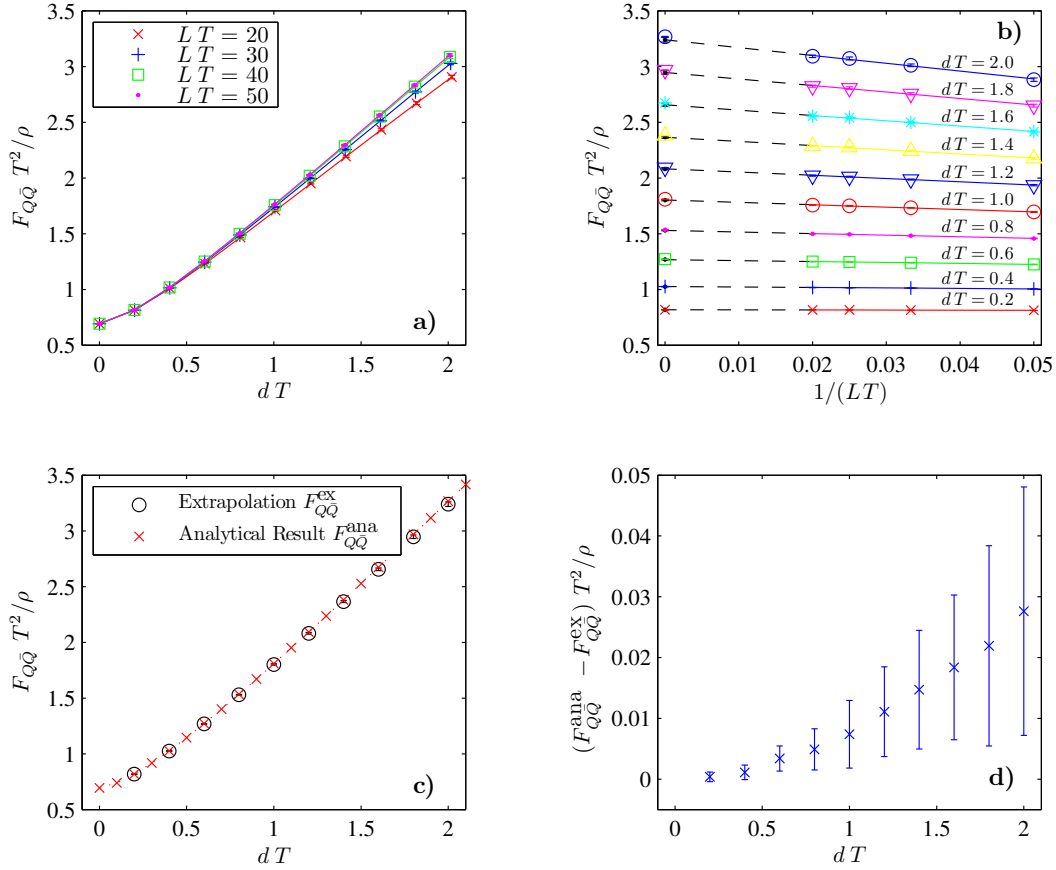 a)
L T = 20
L T = 30
L T = 40
L T = 50
3.5
3
2.5
2
1.5
1
0.5
0 0.5 1 1.5 2
d T
F_{QQ̄} T²/ρ
b)
d T = 2.0
d T = 1.8
d T = 1.6
d T = 1.4
d T = 1.2
d T = 1.0
d T = 0.8
d T = 0.6
d T = 0.4
d T = 0.2
3.5
3
2.5
2
1.5
1
0.5
0 0.01 0.02 0.03 0.04 0.05
1/(LT)
F_{QQ̄} T²/ρ
Extrapolation F_{QQ̄}^{ex}
Analytical Result F_{QQ̄}^{ana}
c)
3.5
3
2.5
2
1.5
1
0.5
0 0.5 1 1.5 2
d T
F_{QQ̄} T²/ρ
d)
0.05
0.04
0.03
0.02
0.01
0
0 0.5 1 1.5 2
d T
(F_{QQ̄}^{ana} − F_{QQ̄}^{ex}) T²/ρ